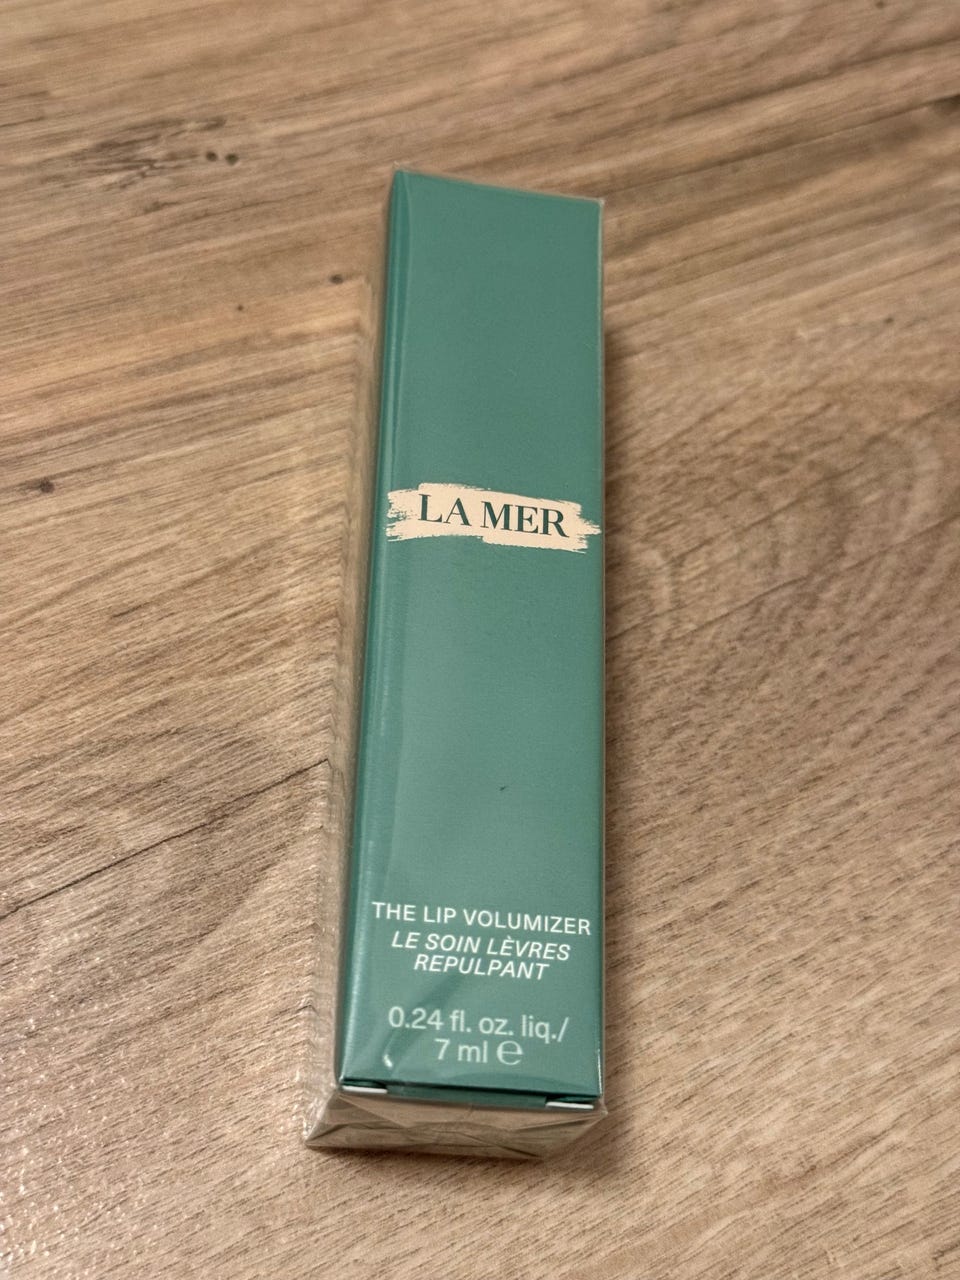 LA MER
THE LIP VOLUMIZER
LE SOIN LÈVRES
REPULPANT
0.24 fl. oz. liq./
7 ml ℮